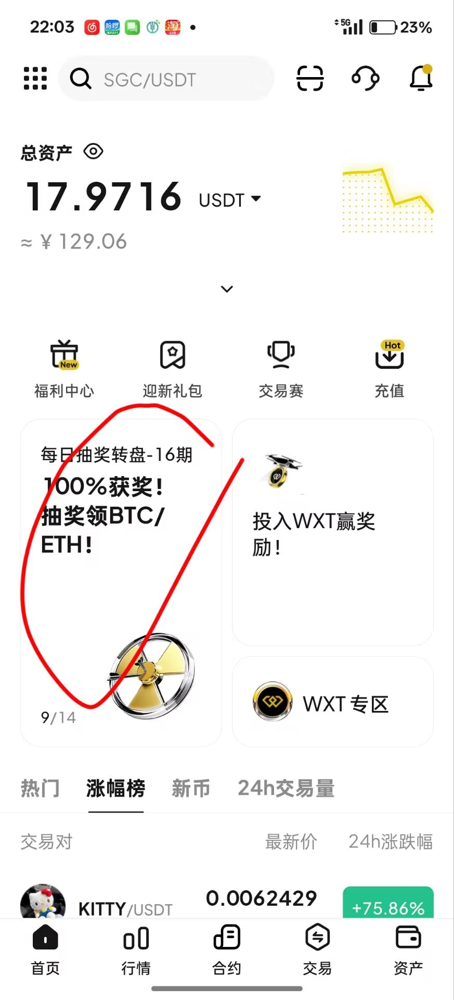 22:03
5G
23%
SGC/USDT
总资产
17.9716 USDT
≈ ¥ 129.06
New
Hot
福利中心
迎新礼包
交易赛
充值
每日抽奖转盘-16期
100%获奖!
抽奖领BTC/
ETH!
9/14
投入WXT赢奖
励!
WXT 专区
热门
涨幅榜
新币
24h交易量
交易对
最新价
24h涨跌幅
KITTY/USDT
0.0062429
+75.86%
首页
行情
合约
交易
资产